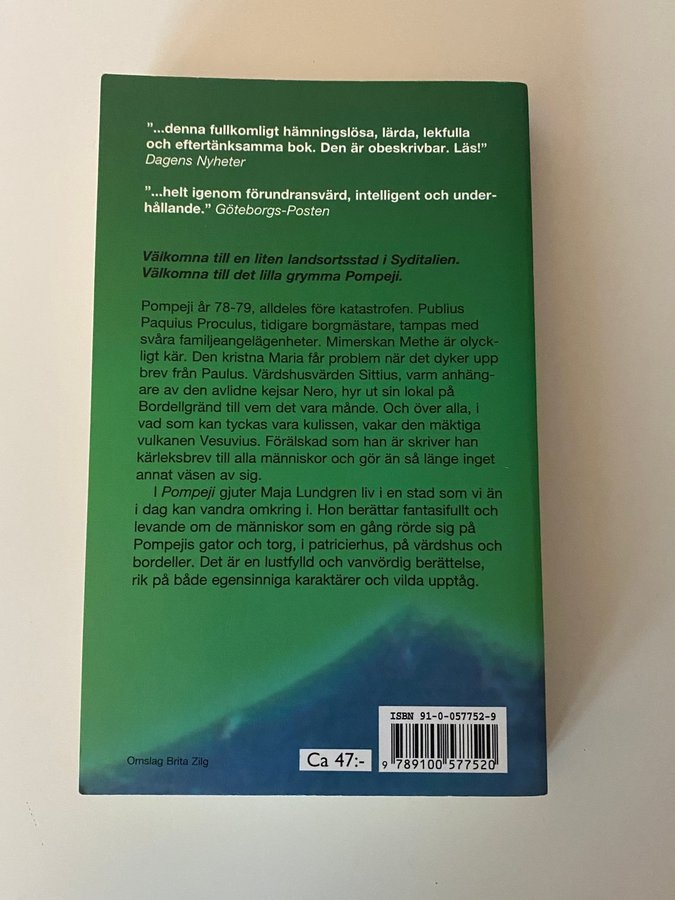 ”...denna fullkomligt hämningslösa, lärda, lekfulla
och eftertänksamma bok. Den är obeskrivbar. Läs!”
Dagens Nyheter
”...helt igenom förundransvärd, intelligent och under-
hållande.” Göteborgs-Posten
Välkomna till en liten landsortsstad i Syditalien.
Välkomna till det lilla grymma Pompeji.
Pompeji år 78-79, alldeles före katastrofen. Publius
Paquius Proculus, tidigare borgmästare, tampas med
svåra familjeangelägenheter. Mimerskan Methe är olyck-
ligt kär. Den kristna Maria får problem när det dyker upp
brev från Paulus. Värdshusvärden Sittius, varm anhäng-
are av den avlidne kejsar Nero, hyr ut sin lokal på
Bordellgränd till vem det vara månde. Och över alla, i
vad som kan tyckas vara kulissen, vakar den mäktiga
vulkanen Vesuvius. Förälskad som han är skriver han
kärleksbrev till alla människor och gör än så länge inget
annat väsen av sig.
I Pompeji gjuter Maja Lundgren liv i en stad som vi än
i dag kan vandra omkring i. Hon berättar fantasifullt och
levande om de människor som en gång rörde sig på
Pompejis gator och torg, i patricierhus, på värdshus och
bordeller. Det är en lustfylld och vanvördig berättelse,
rik på både egensinniga karaktärer och vilda upptåg.
ISBN 91-0-057752-9
Omslag Brita Zilg
Ca 47:-
9 789100 577520